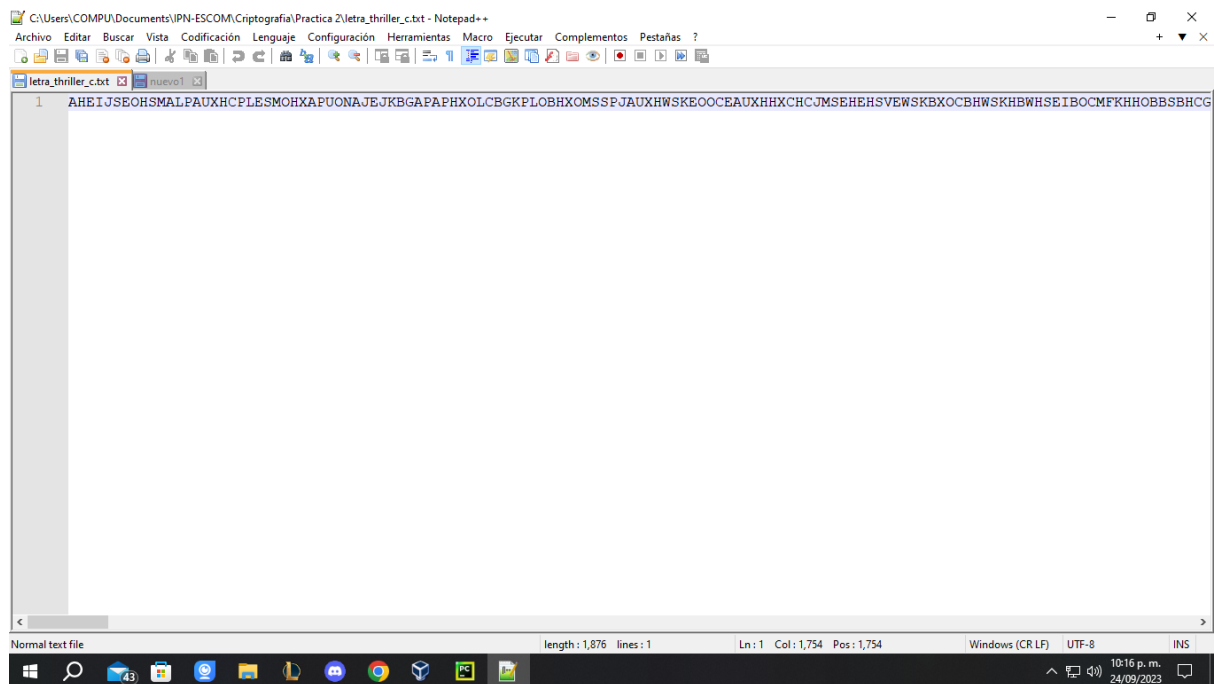 C:\Users\COMPU\Documents\IPN-ESCOM\Criptografia\Practica 2\letra_thriller_c.txt - Notepad++
Archivo Editar Buscar Vista Codificación Lenguaje Configuración Herramientas Macro Ejecutar Complementos Pestañas ?
letra_thriller_c.txt nuevo1
1 AHEIJSEOHSMALPAUXHCPLESMOHXAPUONAJEJKBGAPAPHXOLCBGKPLOBHXOMSSPJAUXHWSKEOOCEAUXHHXCHCJMSEHEHSVEWSKBXOCBHWSKHBWHSEIBOCMFKHHOBBSBHCG
Normal text file length : 1,876 lines : 1 Ln : 1 Col : 1,754 Pos : 1,754 Windows (CR LF) UTF-8 INS
43 PC 10:16 p. m.
24/09/2023